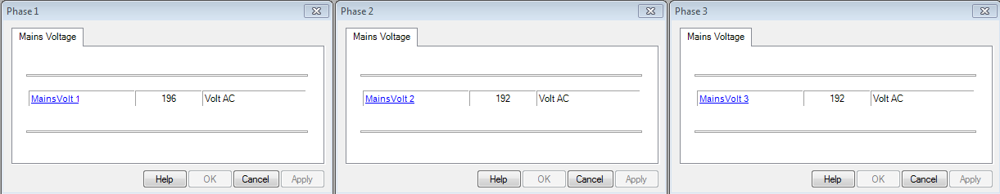 Phase 1
Mains Voltage
MainsVolt 1 196 Volt AC
Help OK Cancel Apply
Phase 2
Mains Voltage
MainsVolt 2 192 Volt AC
Help OK Cancel Apply
Phase 3
Mains Voltage
MainsVolt 3 192 Volt AC
Help OK Cancel Apply